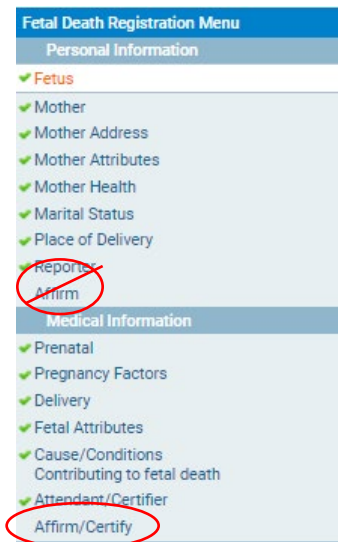 Fetal Death Registration Menu
Personal Information
Fetus
Mother
Mother Address
Mother Attributes
Mother Health
Marital Status
Place of Delivery
Reporter
Affirm
Medical Information
Prenatal
Pregnancy Factors
Delivery
Fetal Attributes
Cause/Conditions
Contributing to fetal death
Attendant/Certifier
Affirm/Certify